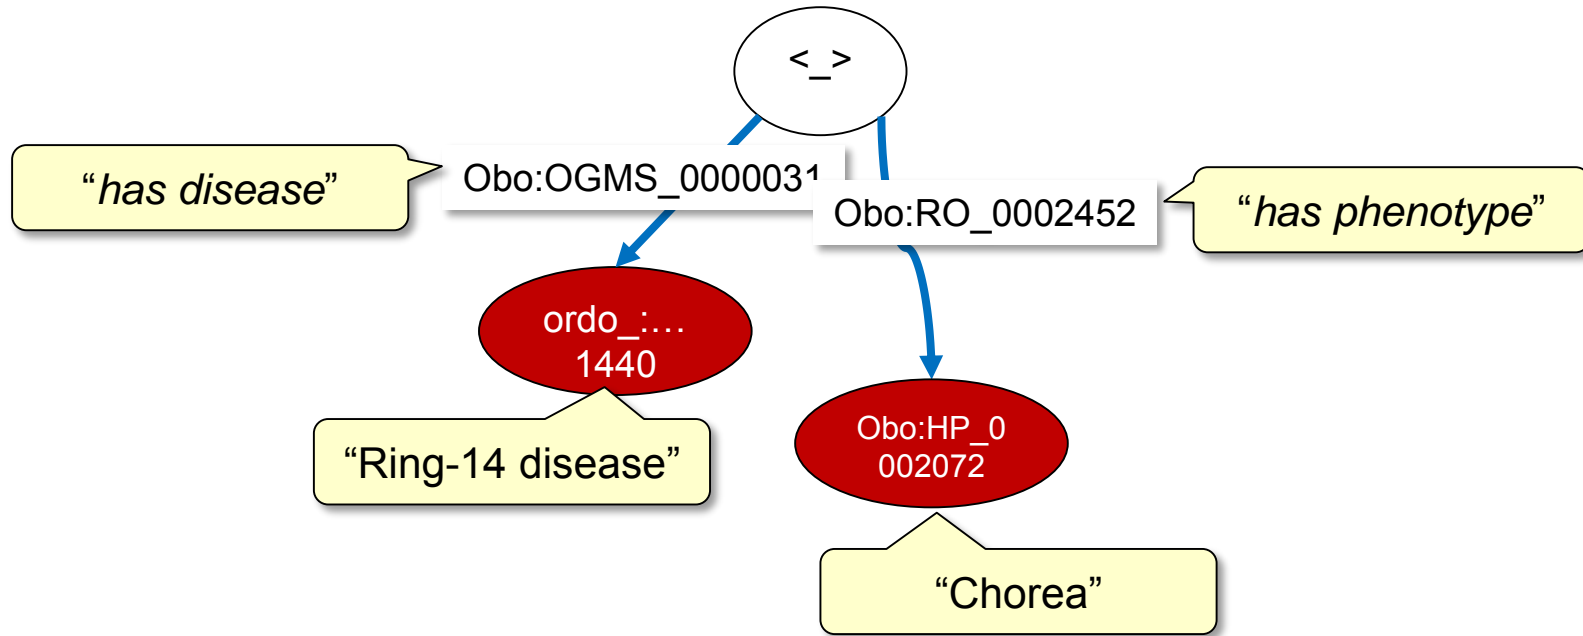 <_>
“has disease”
Obo:OGMS_0000031
Obo:RO_0002452
“has phenotype”
ordo_:...
1440
“Ring-14 disease”
Obo:HP_0
002072
“Chorea”